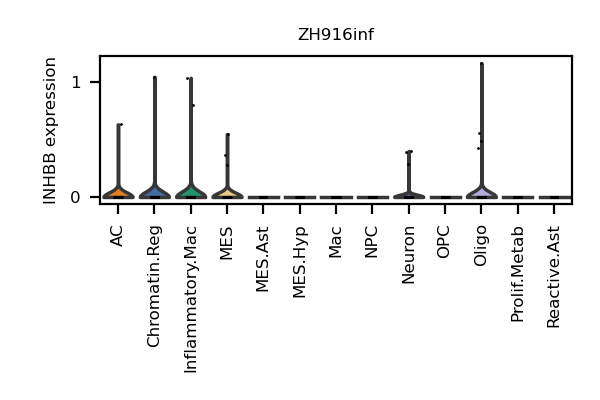 ZH916inf
INHBB expression
1
0
AC
Chromatin.Reg
Inflammatory.Mac
MES
MES.Ast
MES.Hyp
Mac
NPC
Neuron
OPC
Oligo
Prolif.Metab
Reactive.Ast